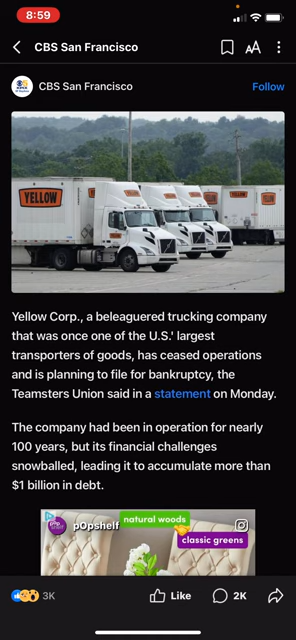 8:59
CBS San Francisco
AA
CBS San Francisco
Follow
YELLOW
Yellow Corp., a beleaguered trucking company
that was once one of the U.S.' largest
transporters of goods, has ceased operations
and is planning to file for bankruptcy, the
Teamsters Union said in a statement on Monday.
The company had been in operation for nearly
100 years, but its financial challenges
snowballed, leading it to accumulate more than
$1 billion in debt.
pOpshelf
natural woods
classic greens
3K
Like
2K